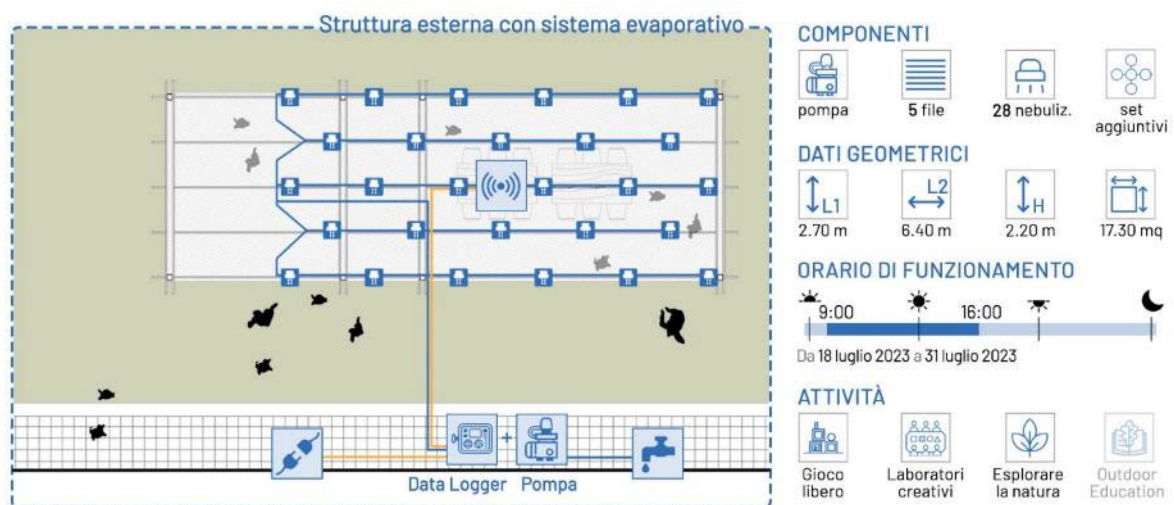 Struttura esterna con sistema evaporativo
Data Logger
+
Pompa
COMPONENTI
pompa
5 file
28 nebuliz.
set
aggiuntivi
DATI GEOMETRICI
L1
L2
H
2.70 m
6.40 m
2.20 m
17.30 mq
ORARIO DI FUNZIONAMENTO
9:00
16:00
Da 18 luglio 2023 a 31 luglio 2023
ATTIVITÀ
Gioco
libero
Laboratori
creativi
Esplorare
la natura
Outdoor
Education